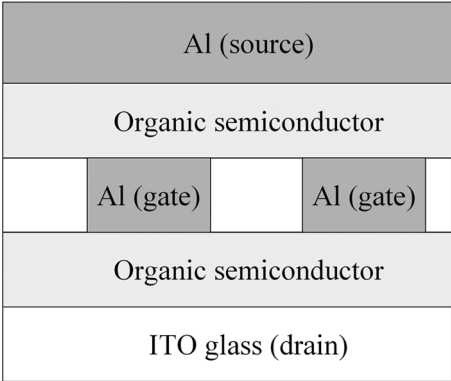 Al (source)
Organic semiconductor
Al (gate) Al (gate)
Organic semiconductor
ITO glass (drain)